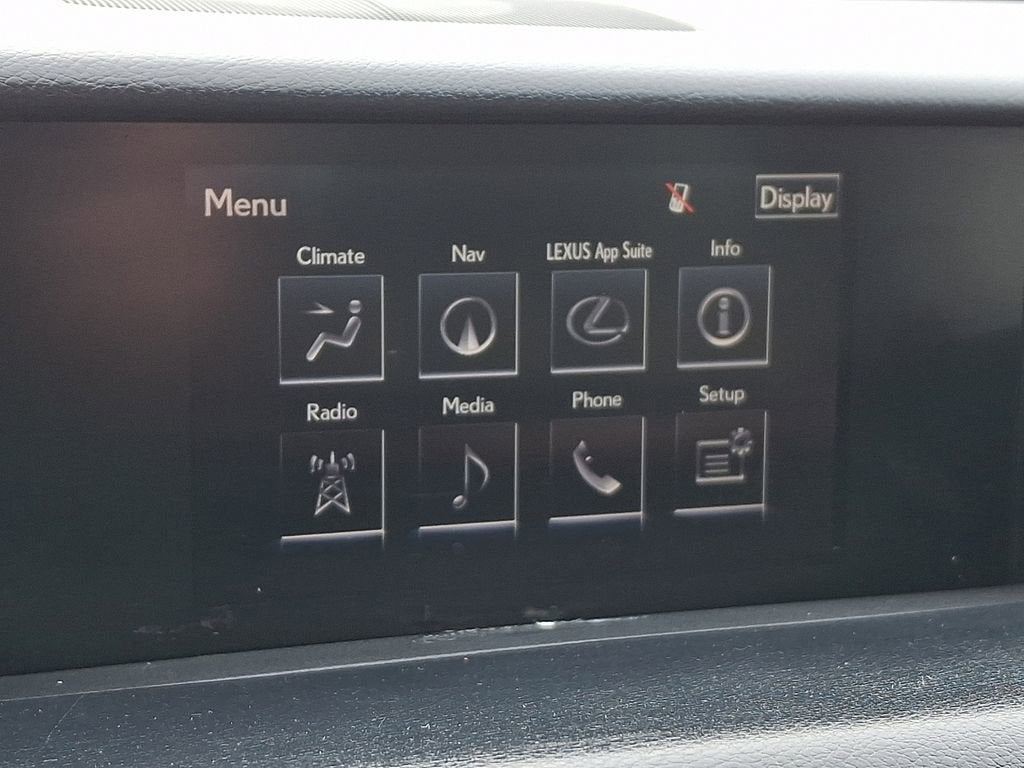 Menu
Display
Climate
Nav
LEXUS App Suite
Info
Radio
Media
Phone
Setup